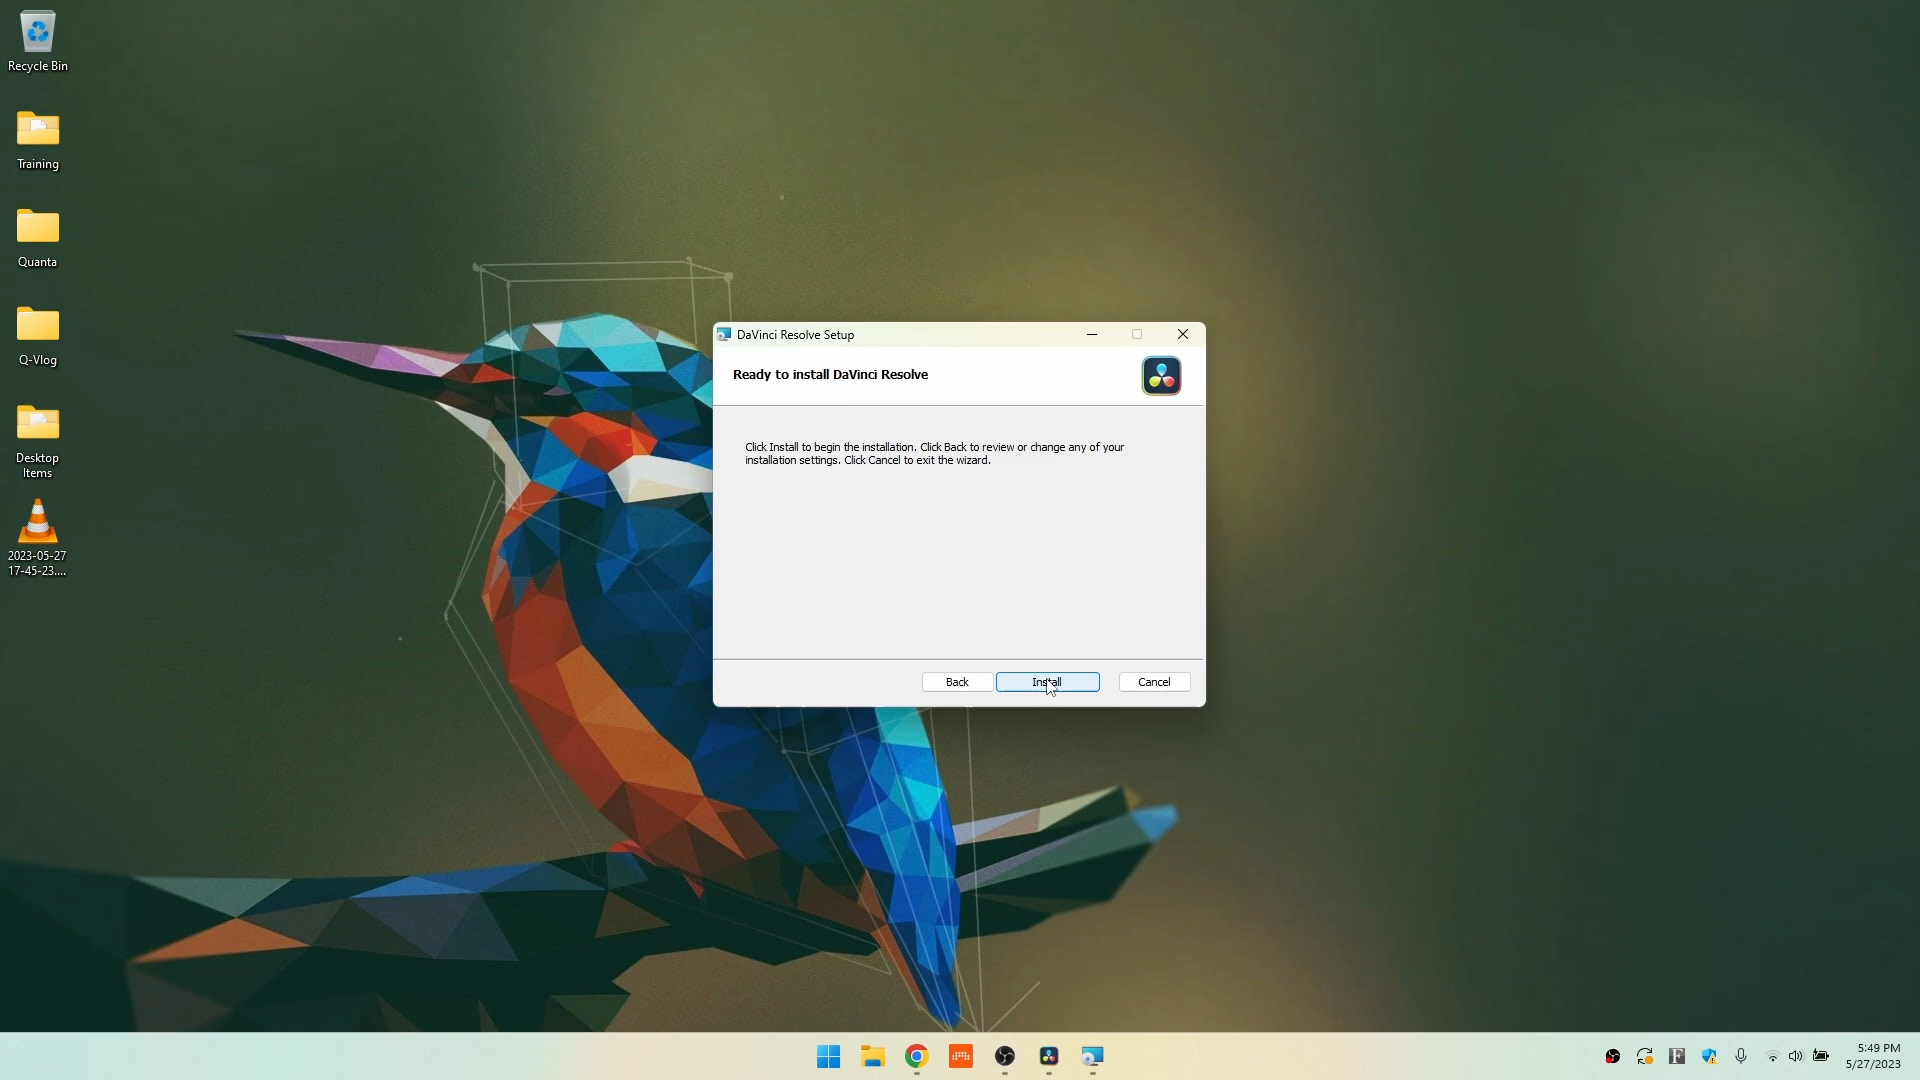 Recycle Bin
Training
Quanta
Q-Vlog
Desktop
Items
2023-05-27
17-45-23....
DaVinci Resolve Setup
Ready to install DaVinci Resolve
Click Install to begin the installation. Click Back to review or change any of your
installation settings. Click Cancel to exit the wizard.
Back
Install
Cancel
F
5:49 PM
5/27/2023